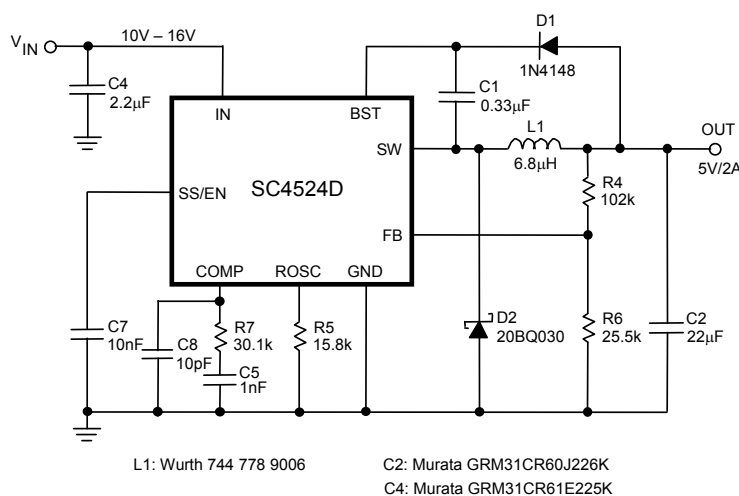 V_IN
10V – 16V
C4
2.2µF
IN
BST
D1
1N4148
C1
0.33µF
SW
L1
6.8µH
OUT
5V/2A
SS/EN
SC4524D
FB
R4
102k
COMP
ROSC
GND
C7
10nF
C8
10pF
R7
30.1k
C5
1nF
R5
15.8k
D2
20BQ030
R6
25.5k
C2
22µF
L1: Wurth 744 778 9006
C2: Murata GRM31CR60J226K
C4: Murata GRM31CR61E225K